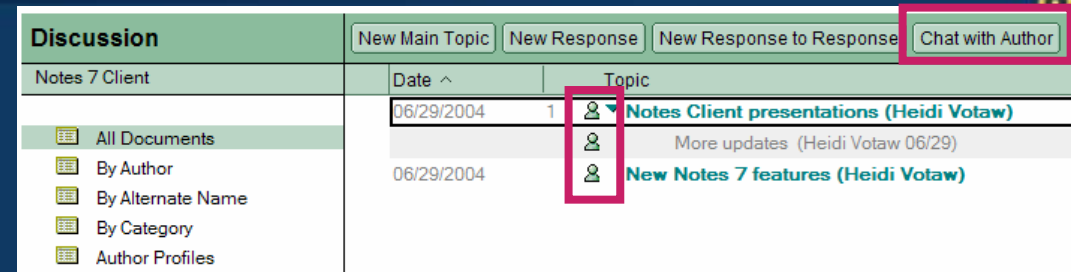 Discussion
New Main Topic New Response New Response to Response Chat with Author
Notes 7 Client
Date Topic
06/29/2004 1 Notes Client presentations (Heidi Votaw)
More updates (Heidi Votaw 06/29)
06/29/2004 New Notes 7 features (Heidi Votaw)
All Documents
By Author
By Alternate Name
By Category
Author Profiles